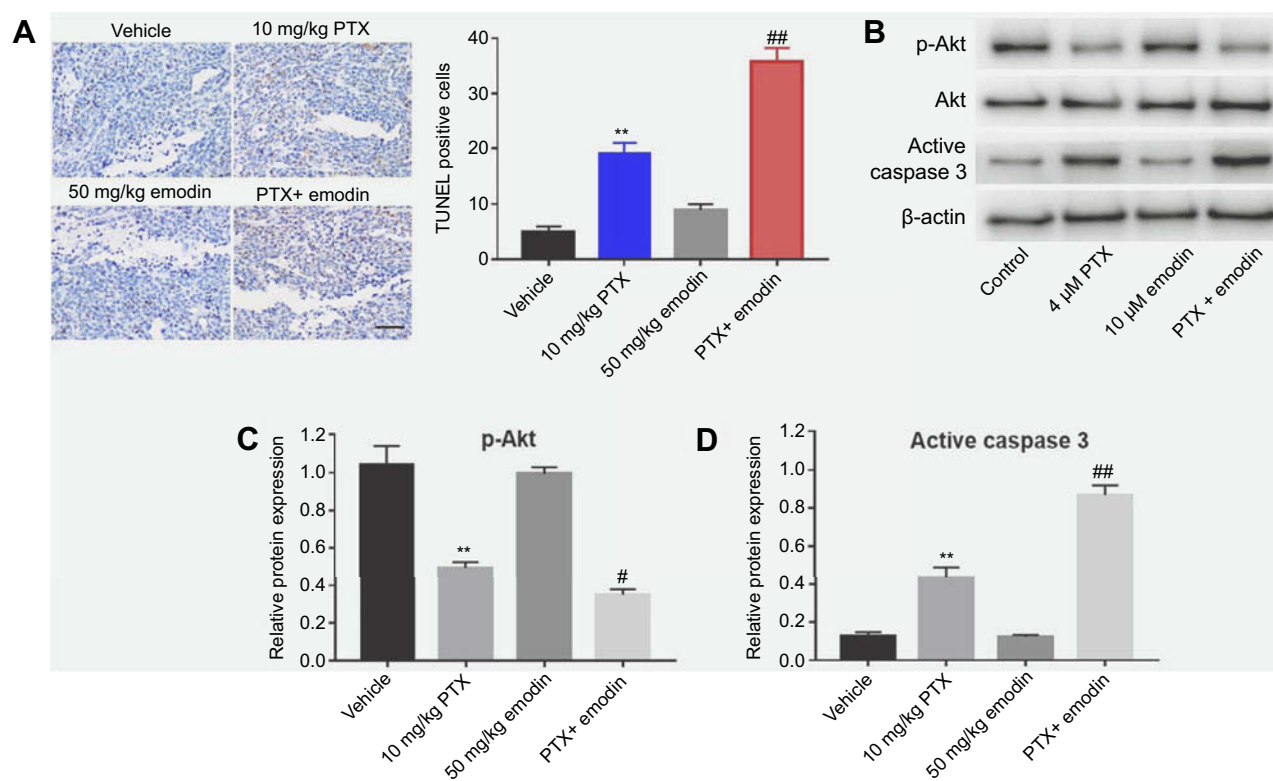 A
Vehicle
10 mg/kg PTX
50 mg/kg emodin
PTX+ emodin
TUNEL positive cells
40
30
20
10
0
**
##
Vehicle
10 mg/kg PTX
50 mg/kg emodin
PTX+ emodin
B
p-Akt
Akt
Active
caspase 3
β-actin
Control
4 µM PTX
10 µM emodin
PTX + emodin
C
p-Akt
Relative protein expression
1.2
1.0
0.8
0.6
0.4
0.2
0.0
**
#
Vehicle
10 mg/kg PTX
50 mg/kg emodin
PTX+ emodin
D
Active caspase 3
Relative protein expression
1.2
1.0
0.8
0.6
0.4
0.2
0.0
**
##
Vehicle
10 mg/kg PTX
50 mg/kg emodin
PTX+ emodin